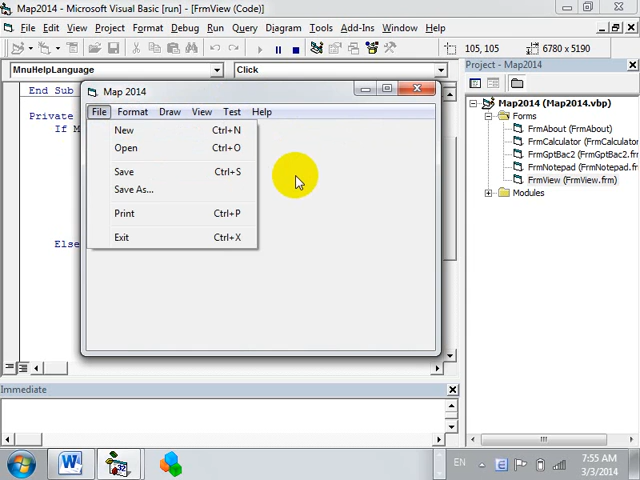 Map2014 - Microsoft Visual Basic [run] - [FrmView (Code)]
File Edit View Project Format Debug Run Query Diagram Tools Add-Ins Window Help
105, 105 6780 x 5190
MnuHelpLanguage Click
End Sub
Private
If M
Else
Map 2014
File Format Draw View Test Help
New Ctrl+N
Open Ctrl+O
Save Ctrl+S
Save As...
Print Ctrl+P
Exit Ctrl+X
Project - Map2014
Map2014 (Map2014.vbp)
Forms
FrmAbout (FrmAbout)
FrmCalculator (FrmCalculator
FrmGptBac2 (FrmGptBac2.
FrmNotepad (FrmNotepad.
FrmView (FrmView.frm)
Modules
Immediate
EN
7:55 AM
3/3/2014